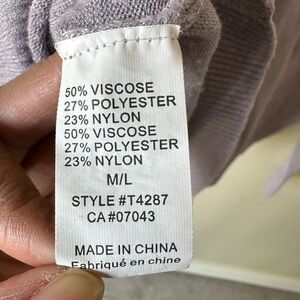 50% VISCOSE
27% POLYESTER
23% NYLON
50% VISCOSE
27% POLYESTER
23% NYLON
M/L
STYLE #T4287
CA#07043
MADE IN CHINA
Fabriqué en chine